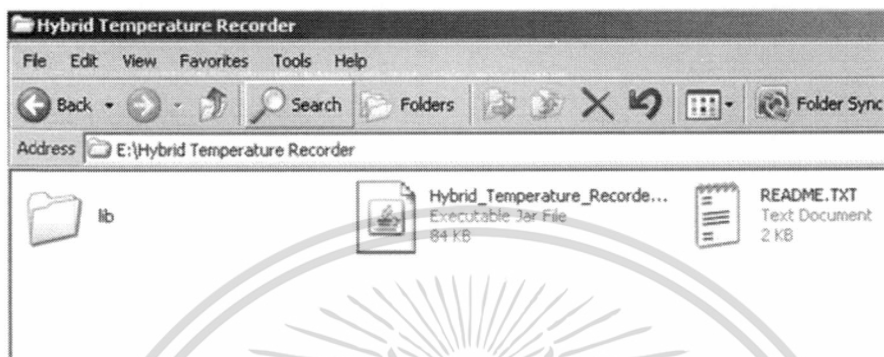 Hybrid Temperature Recorder
File Edit View Favorites Tools Help
Back Search Folders Folder Sync
Address E:\Hybrid Temperature Recorder
lib
Hybrid_Temperature_Recorde...
Executable Jar File
84 KB
README.TXT
Text Document
2 KB